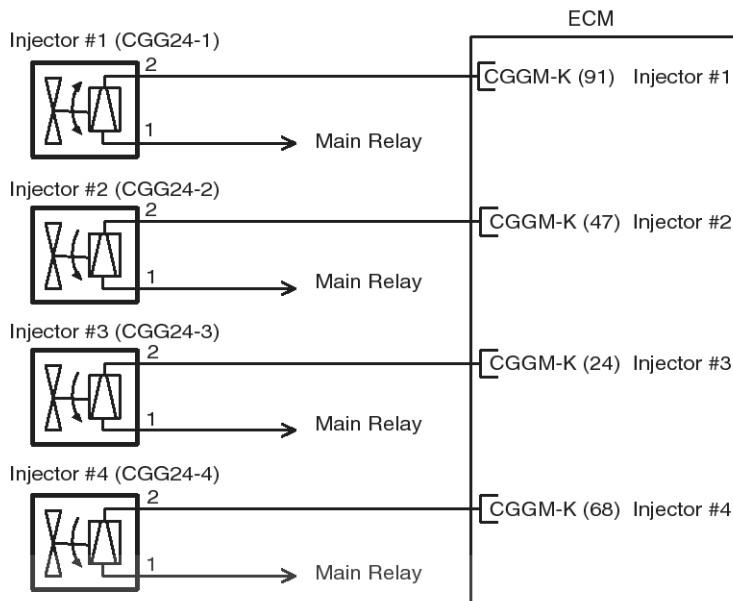 ECM
Injector #1 (CGG24-1)
2
CGGM-K (91) Injector #1
1
Main Relay
Injector #2 (CGG24-2)
2
CGGM-K (47) Injector #2
1
Main Relay
Injector #3 (CGG24-3)
2
CGGM-K (24) Injector #3
1
Main Relay
Injector #4 (CGG24-4)
2
CGGM-K (68) Injector #4
1
Main Relay